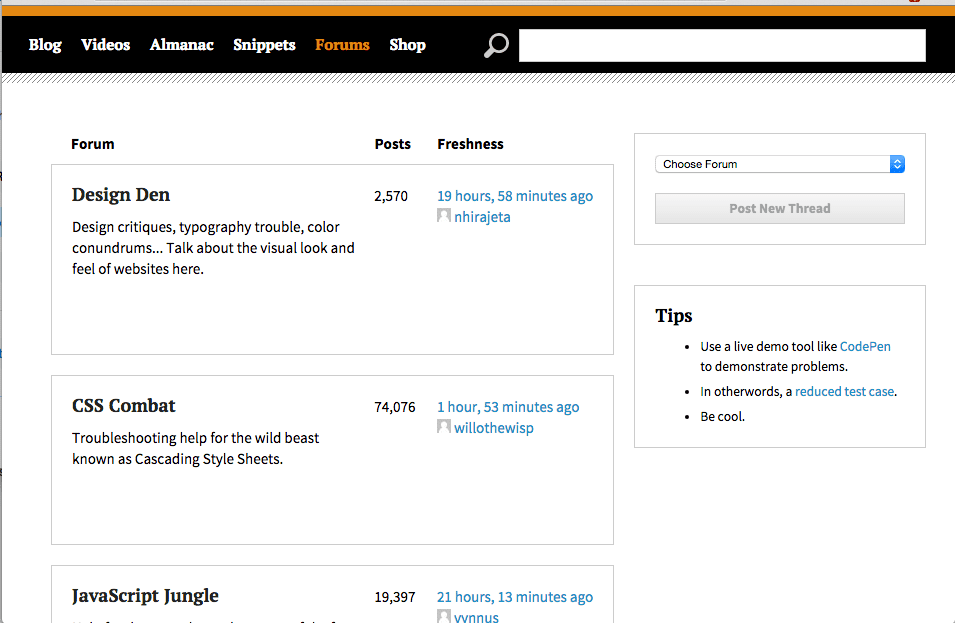 Blog Videos Almanac Snippets Forums Shop
Forum Posts Freshness
Design Den 2,570 19 hours, 58 minutes ago
nhirajeta
Design critiques, typography trouble, color
conundrums... Talk about the visual look and
feel of websites here.
CSS Combat 74,076 1 hour, 53 minutes ago
willothewisp
Troubleshooting help for the wild beast
known as Cascading Style Sheets.
JavaScript Jungle 19,397 21 hours, 13 minutes ago
Choose Forum
Post New Thread
Tips
• Use a live demo tool like CodePen
to demonstrate problems.
• In otherwords, a reduced test case.
• Be cool.